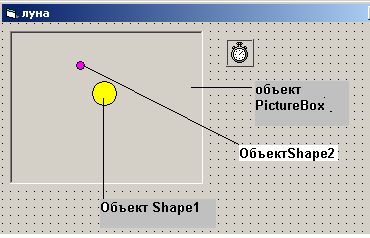 луна
объект
PictureBox .
ОбъектShape2
Объект Shape1